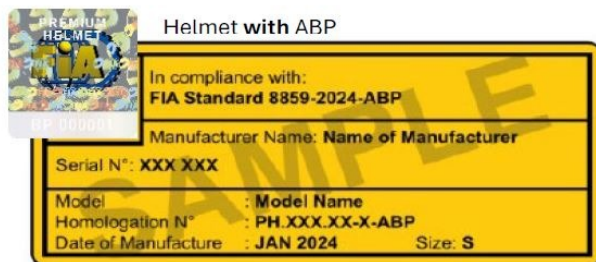 Helmet with ABP
PREMIUM
HELMET
FIA
BP 000001
In compliance with:
FIA Standard 8859-2024-ABP
Manufacturer Name: Name of Manufacturer
Serial N°: XXX XXX
Model : Model Name
Homologation N° : PH.XXX.XX-X-ABP
Date of Manufacture : JAN 2024 Size: S
SAMPLE